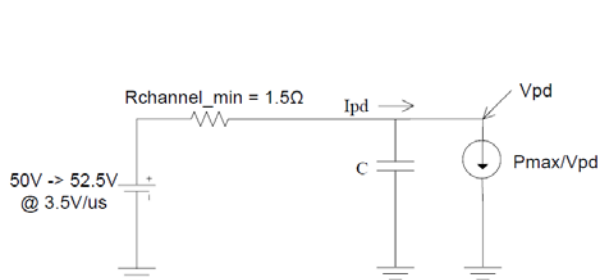 Rchannel_min = 1.5Ω
Ipd
Vpd
50V -> 52.5V
@ 3.5V/us
+
-
C
Pmax/Vpd